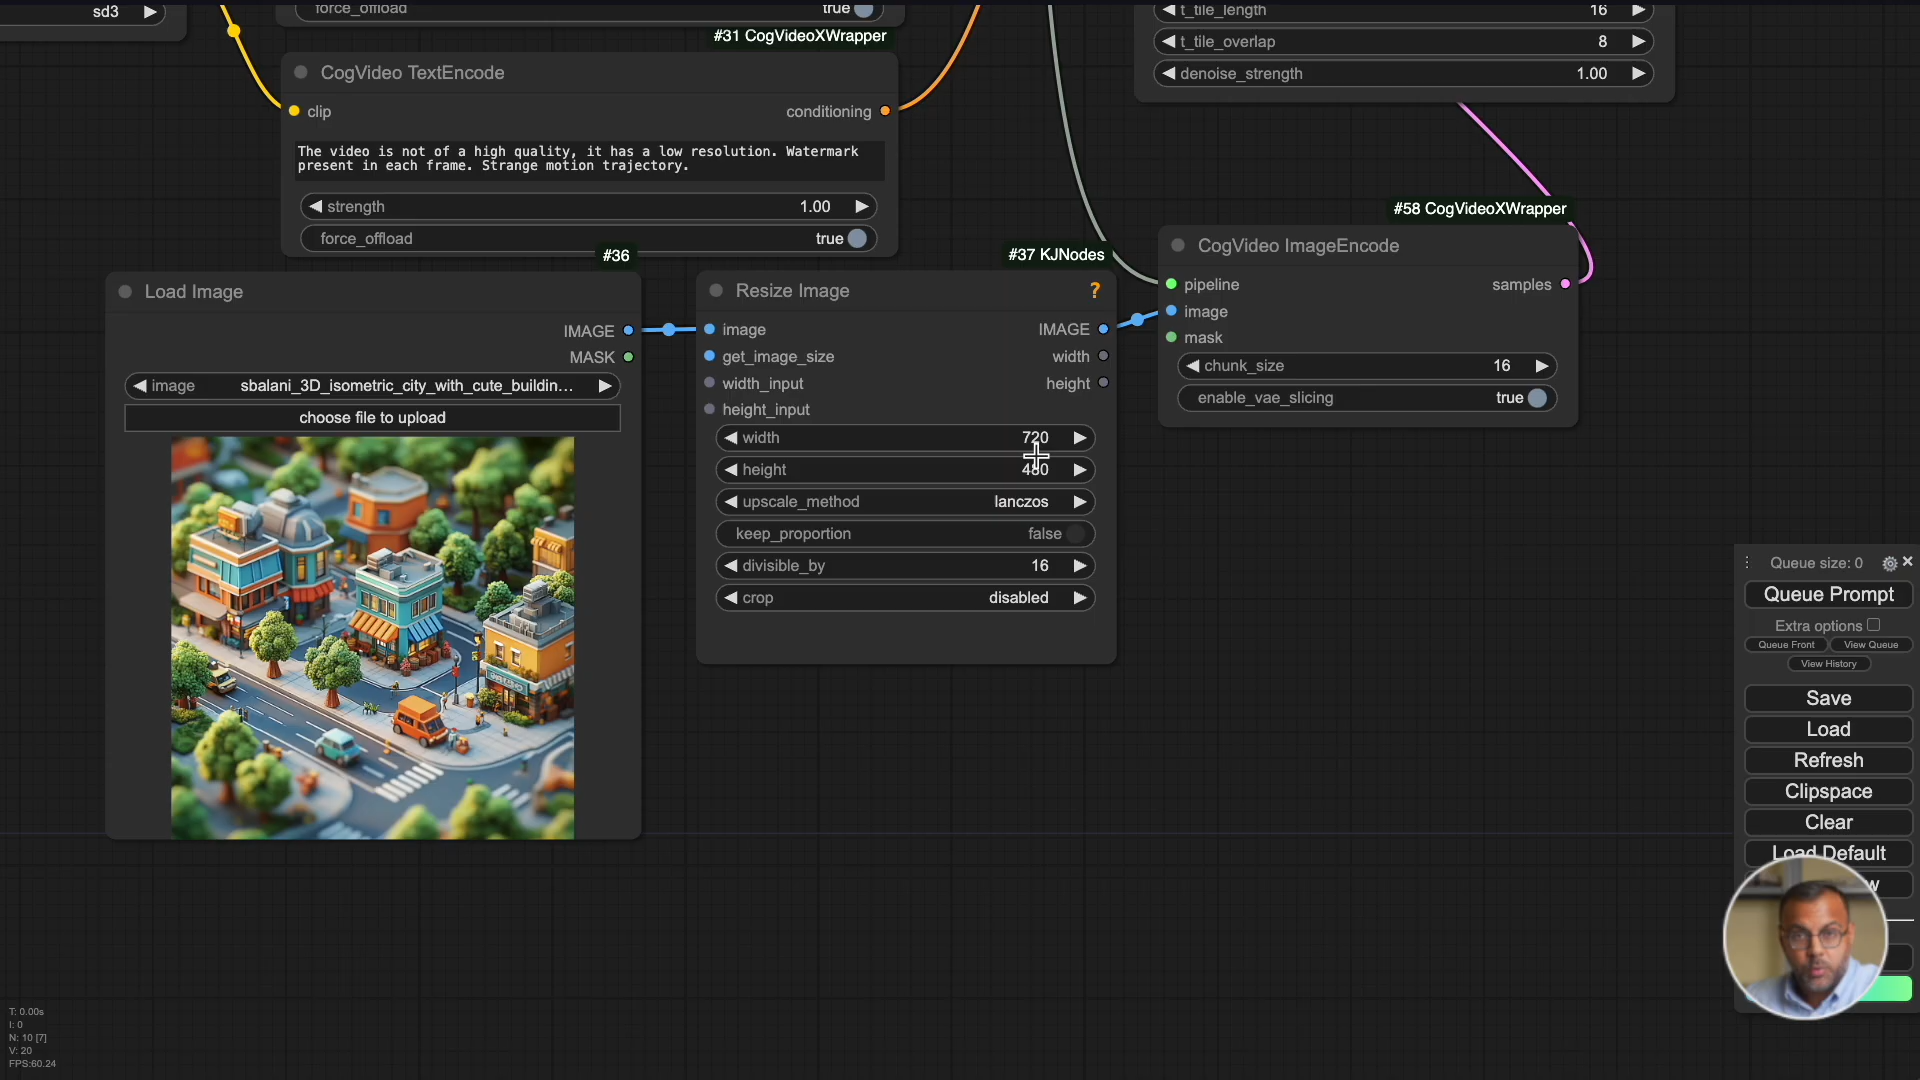 sd3
force_offload true
t_tile_length 16
#31 CogVideoXWrapper
t_tile_overlap 8
CogVideo TextEncode
denoise_strength 1.00
clip conditioning
The video is not of a high quality, it has a low resolution. Watermark
present in each frame. Strange motion trajectory.
strength 1.00
force_offload true
#58 CogVideoXWrapper
CogVideo ImageEncode
pipeline samples
image
mask
chunk_size 16
enable_vae_slicing true
#36
Load Image
IMAGE
MASK
image sbalani_3D_isometric_city_with_cute_buildin...
choose file to upload
#37 KJNodes
Resize Image ?
image IMAGE
get_image_size width
width_input height
height_input
width 720
height 480
upscale_method lanczos
keep_proportion false
divisible_by 16
crop disabled
Queue size: 0
Queue Prompt
Extra options
Queue Front View Queue
View History
Save
Load
Refresh
Clipspace
Clear
Load Default
T: 0.00s
I: 0
N: 10 [7]
V: 20
FPS:60.24